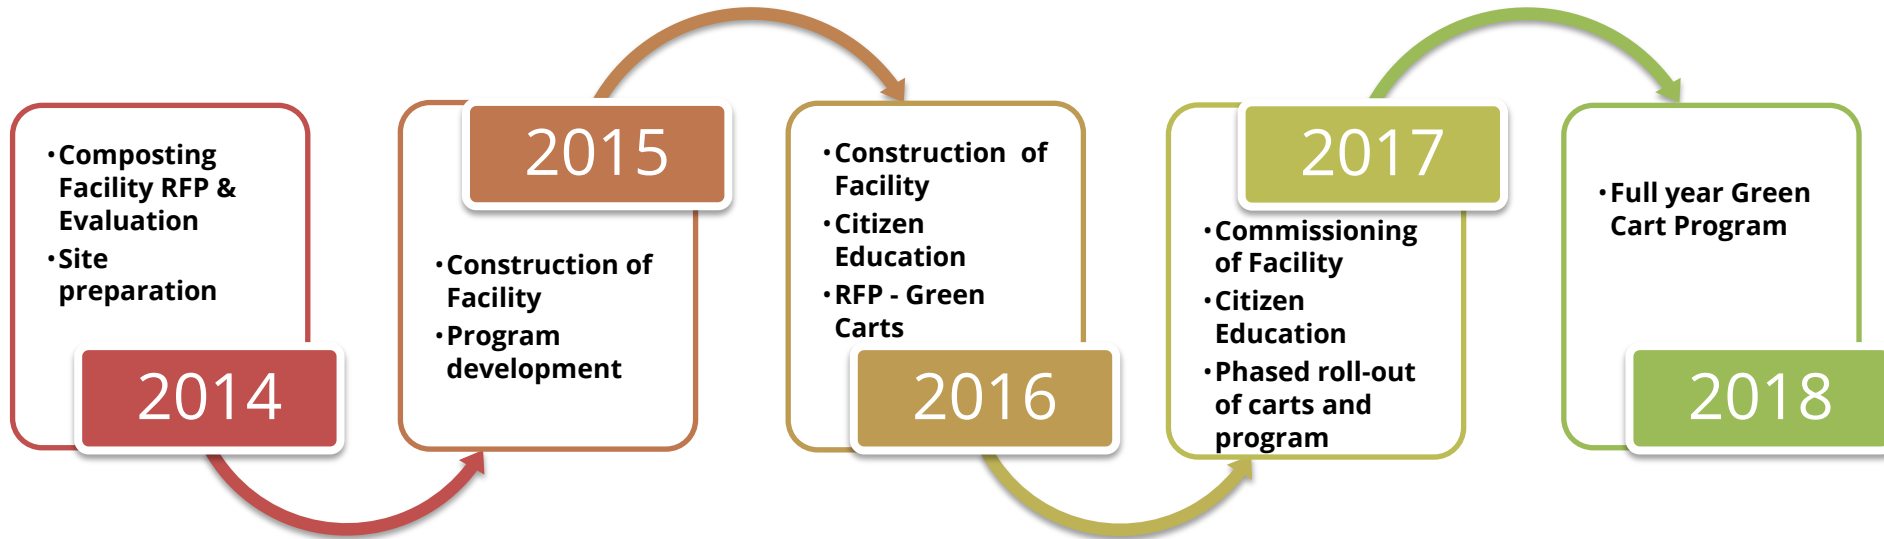 •Composting
Facility RFP &
Evaluation
•Site
preparation
2014
2015
•Construction of
Facility
•Program
development
•Construction of
Facility
•Citizen
Education
•RFP - Green
Carts
2016
2017
•Commissioning
of Facility
•Citizen
Education
•Phased roll-out
of carts and
program
•Full year Green
Cart Program
2018